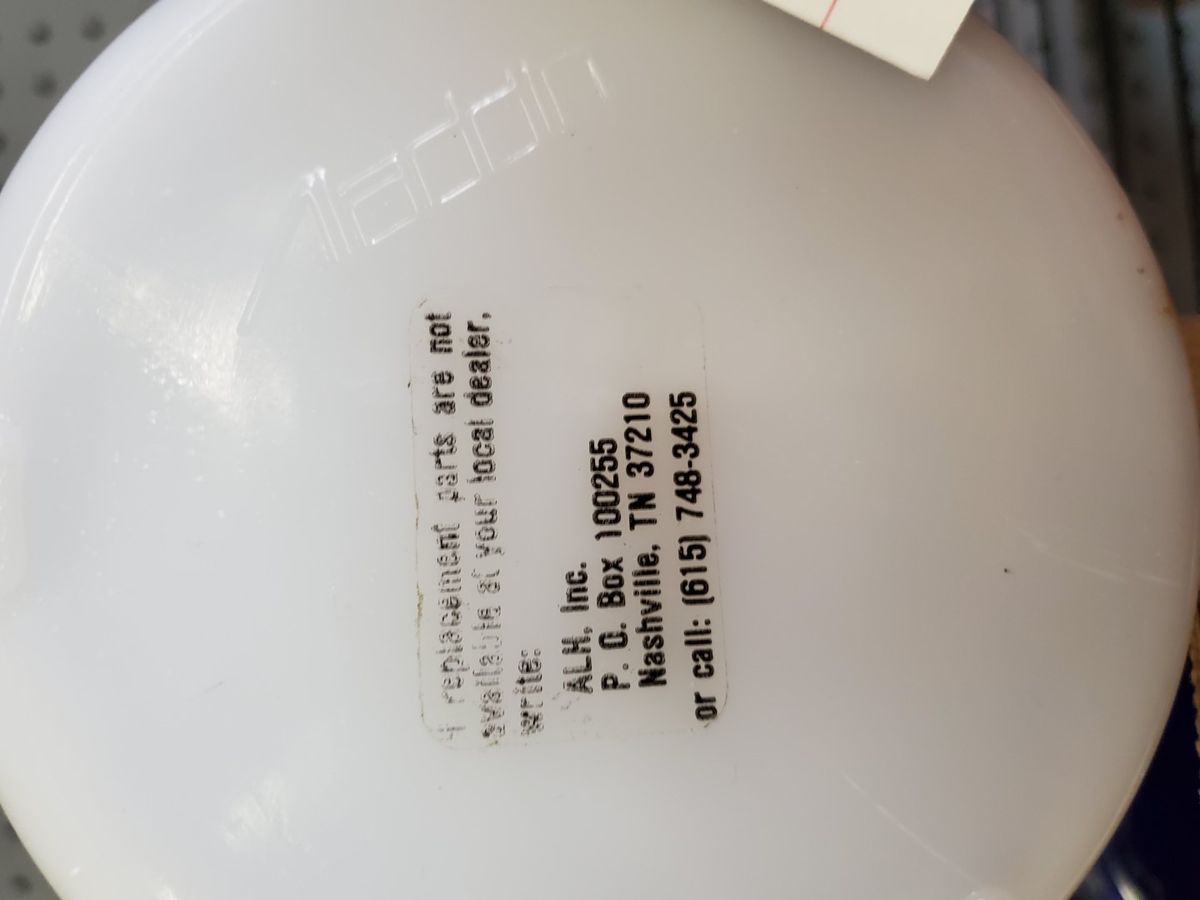 Aladdin
If replacement parts are not
available at your local dealer,
write:
ALH, Inc.
P. O. Box 100255
Nashville, TN 37210
or call: (615) 748-3425